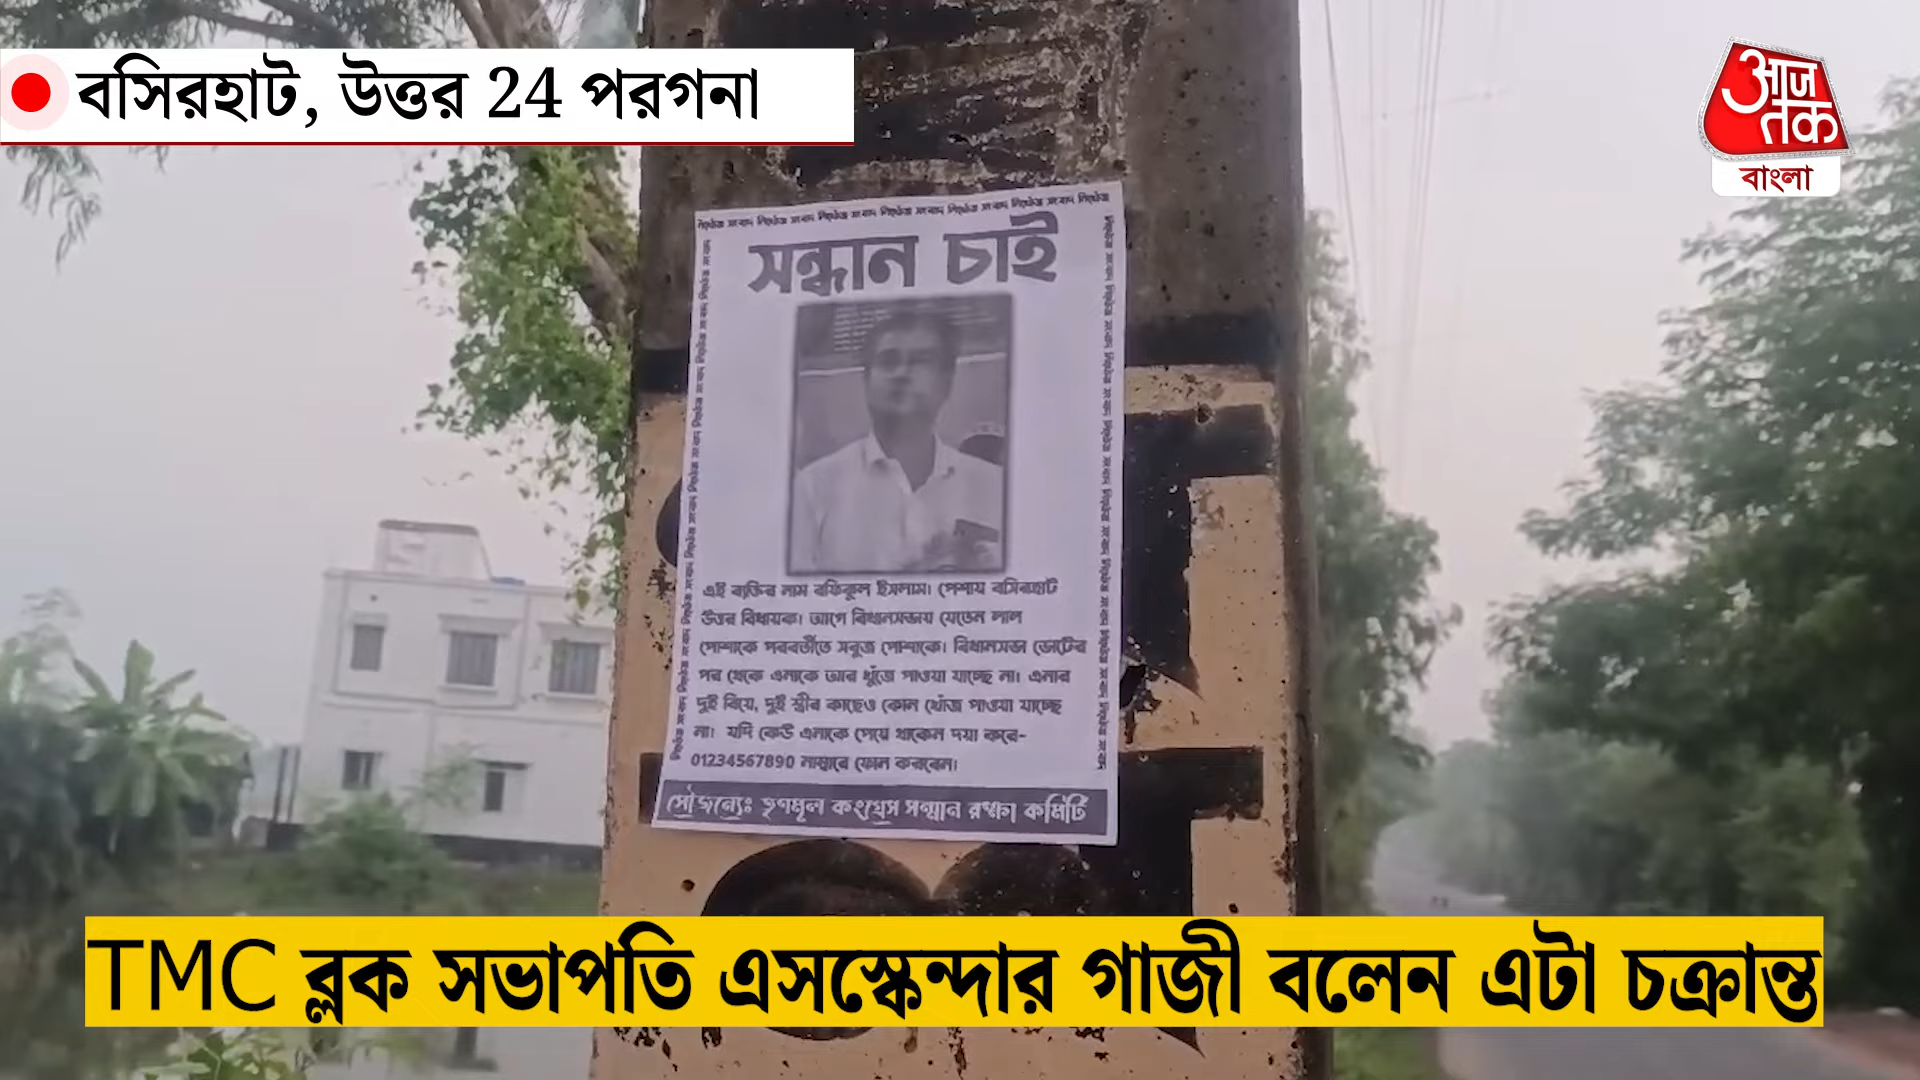 বসিরহাট, উত্তর 24 পরগনা
आज
तक
বাংলা
নিখোঁজ সংবাদ নিখোঁজ সংবাদ নিখোঁজ সংবাদ নিখোঁজ সংবাদ নিখোঁজ সংবাদ নিখোঁজ সংবাদ নিখোঁজ
সন্ধান চাই
এই ব্যক্তির নাম রফিকুল ইসলাম। পেশায় বসিরহাট
উত্তর বিধায়ক। আগে বিধানসভায় যেতেন লাল
পোশাকে পরবর্তীতে সবুজ পোশাকে। বিধানসভা ভোটের
পর থেকে এনাকে আর খুঁজে পাওয়া যাচ্ছে না। এনার
দুই বিয়ে, দুই স্ত্রীর কাছেও কোন খোঁজ পাওয়া যাচ্ছে
না। যদি কেউ এনাকে পেয়ে থাকেন দয়া করে-
01234567890 নাম্বারে ফোন করবেন।
সৌজন্যেঃ তৃণমূল কংগ্রেস সম্মান রক্ষা কমিটি
TMC ব্লক সভাপতি এসস্কেন্দার গাজী বলেন এটা চক্রান্ত